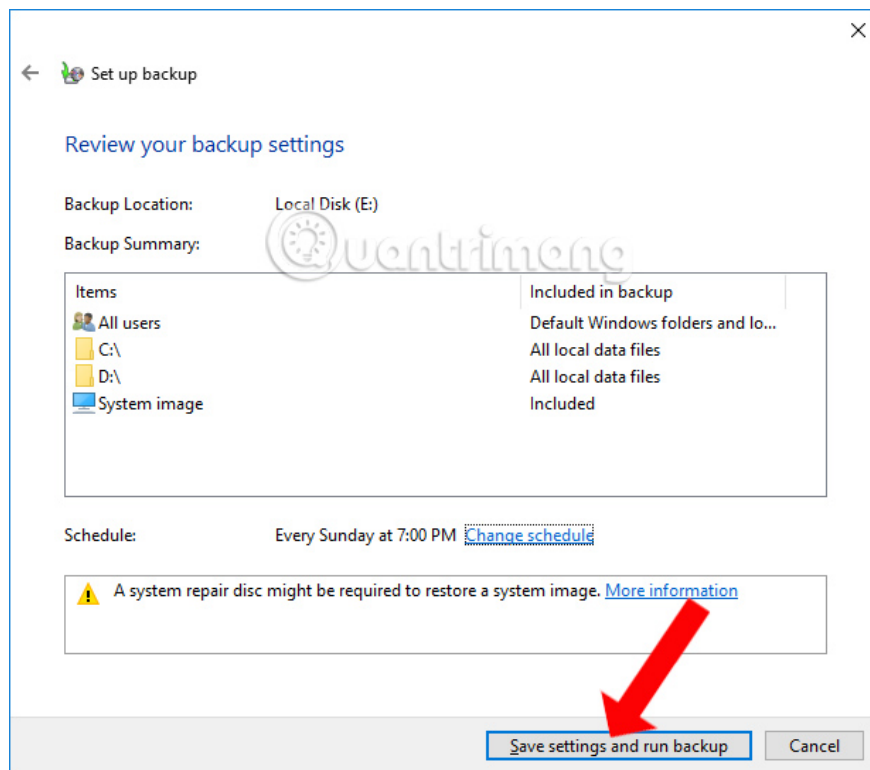 Set up backup
Review your backup settings
Backup Location: Local Disk (E:)
Quantrimang
Backup Summary:
Items Included in backup
All users Default Windows folders and lo...
C:\ All local data files
D:\ All local data files
System image Included
Schedule: Every Sunday at 7:00 PM Change schedule
A system repair disc might be required to restore a system image. More information
Save settings and run backup Cancel